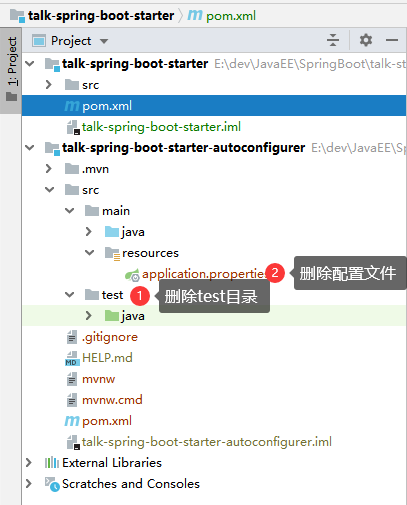 talk-spring-boot-starter pom.xml
1: Project
Project
talk-spring-boot-starter E:\dev\JavaEE\SpringBoot\talk-st
src
pom.xml
talk-spring-boot-starter.iml
talk-spring-boot-starter-autoconfigurer E:\dev\JavaEE\Spring
.mvn
src
main
java
resources
application.properties 2 删除配置文件
test 1 删除test目录
java
.gitignore
HELP.md
mvnw
mvnw.cmd
pom.xml
talk-spring-boot-starter-autoconfigurer.iml
External Libraries
Scratches and Consoles